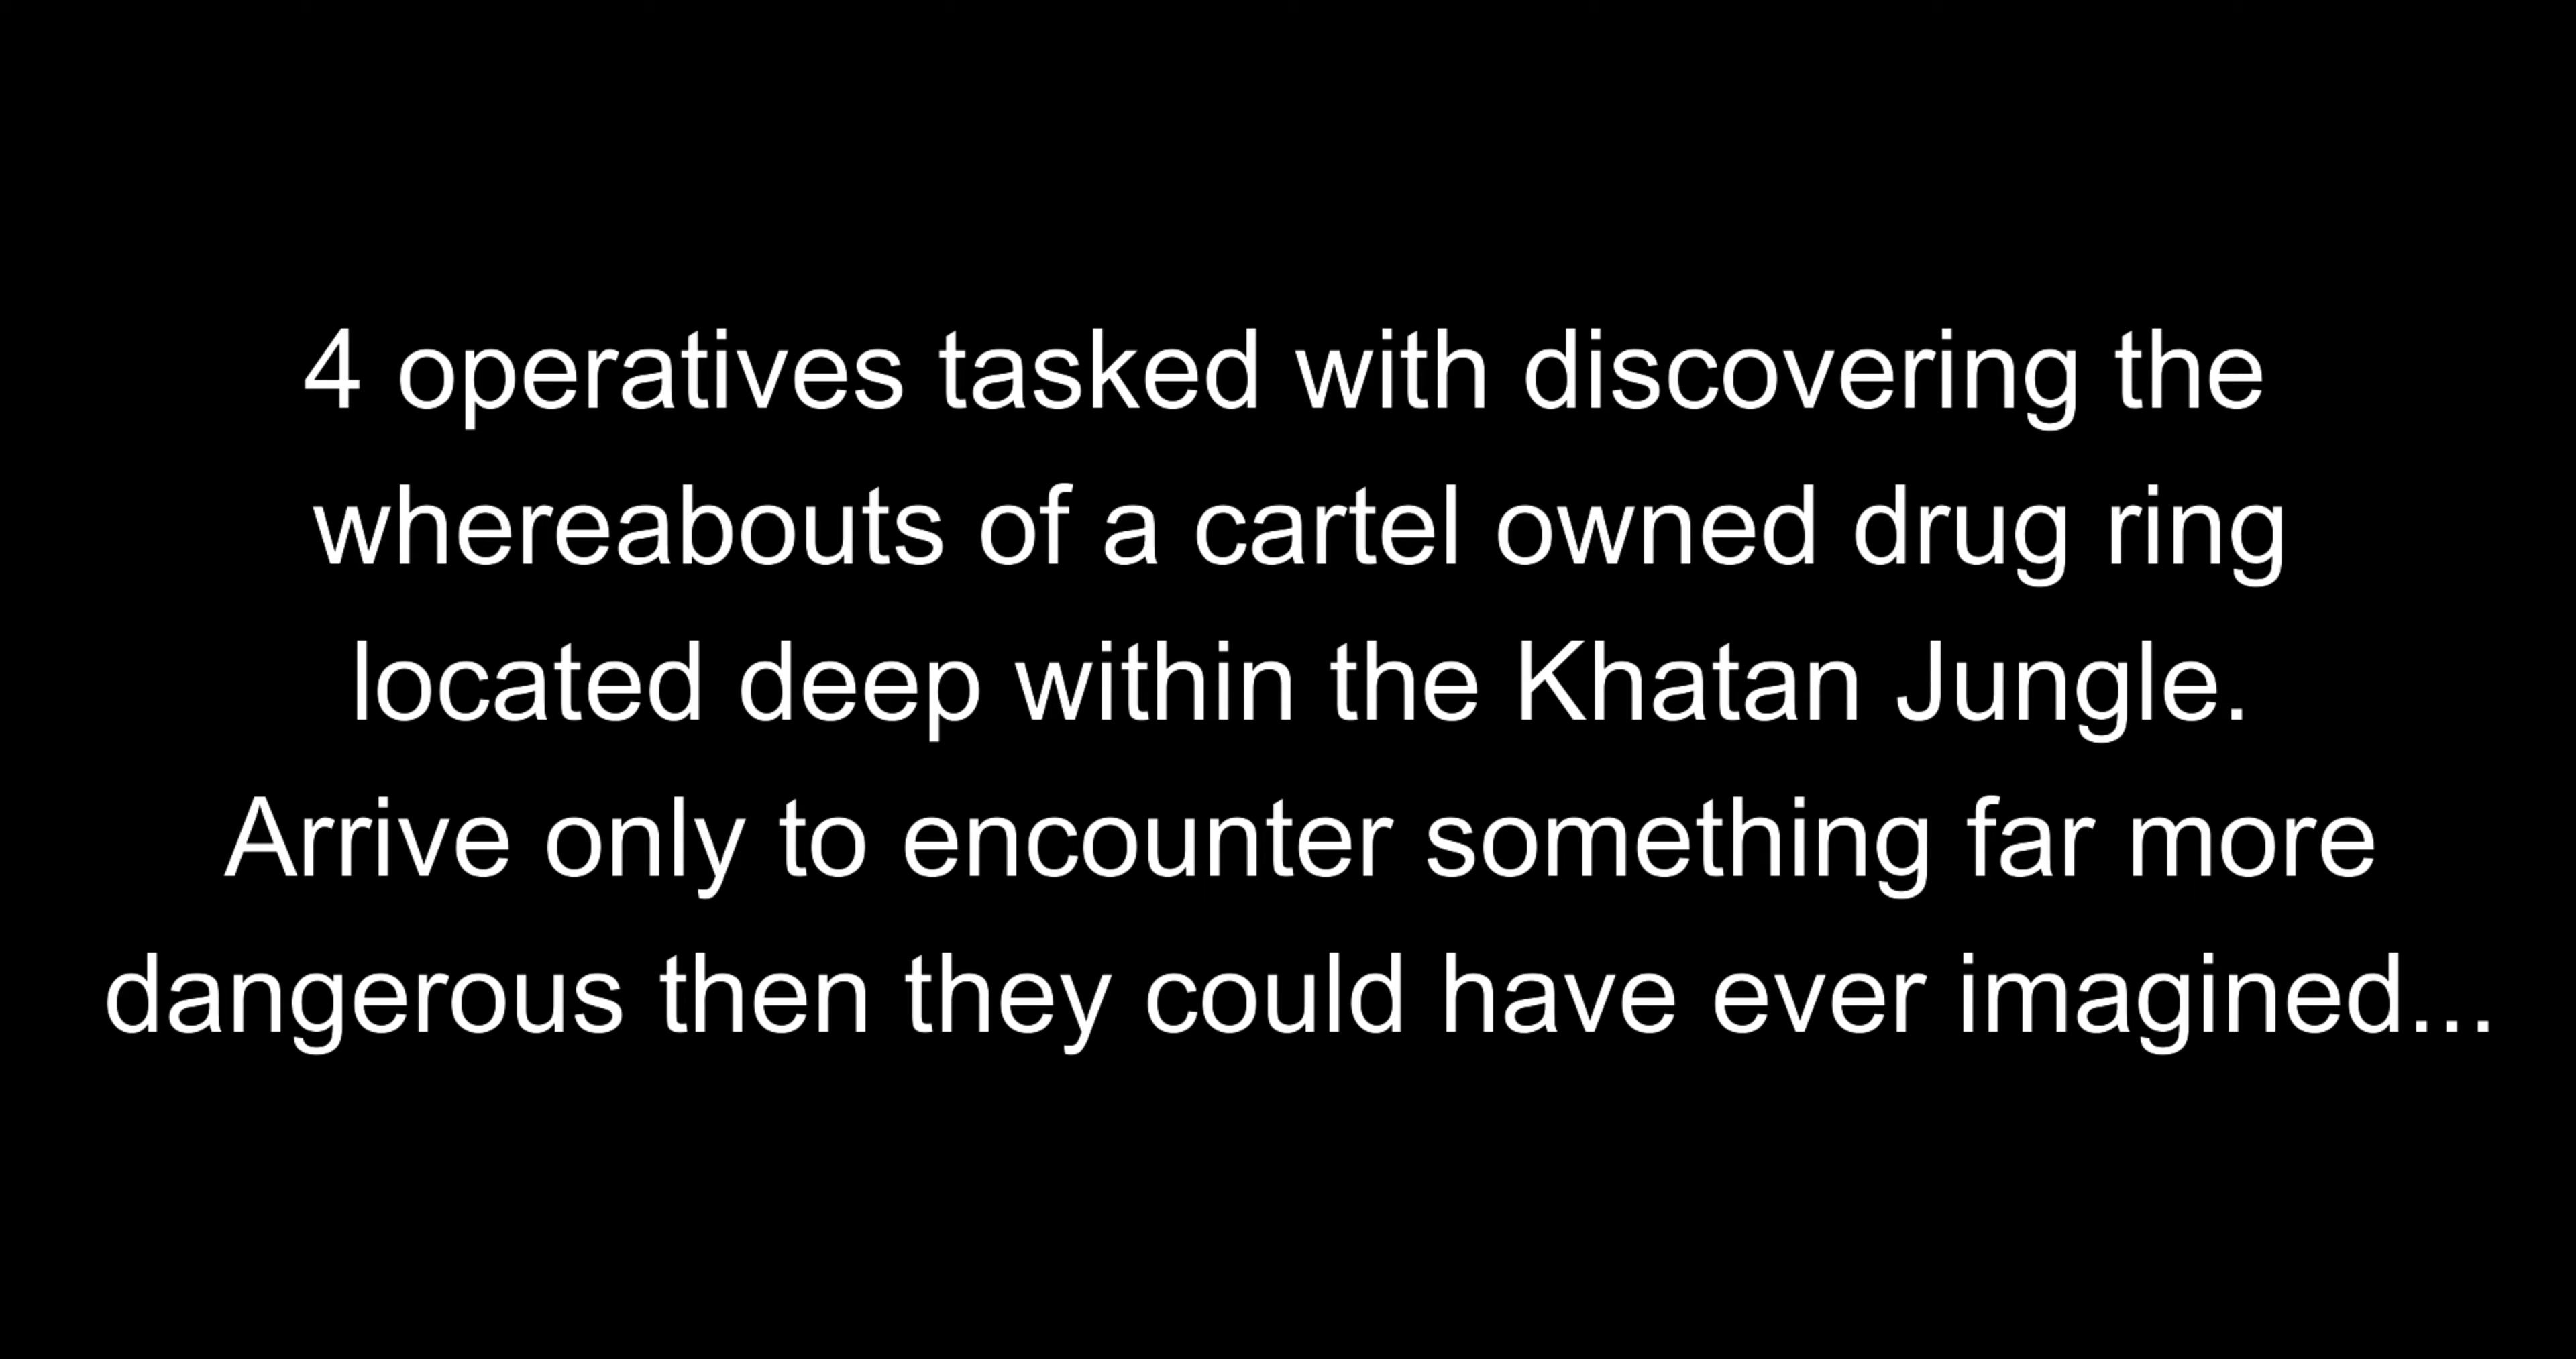 4 operatives tasked with discovering the
whereabouts of a cartel owned drug ring
located deep within the Khatan Jungle.
Arrive only to encounter something far more
dangerous then they could have ever imagined...